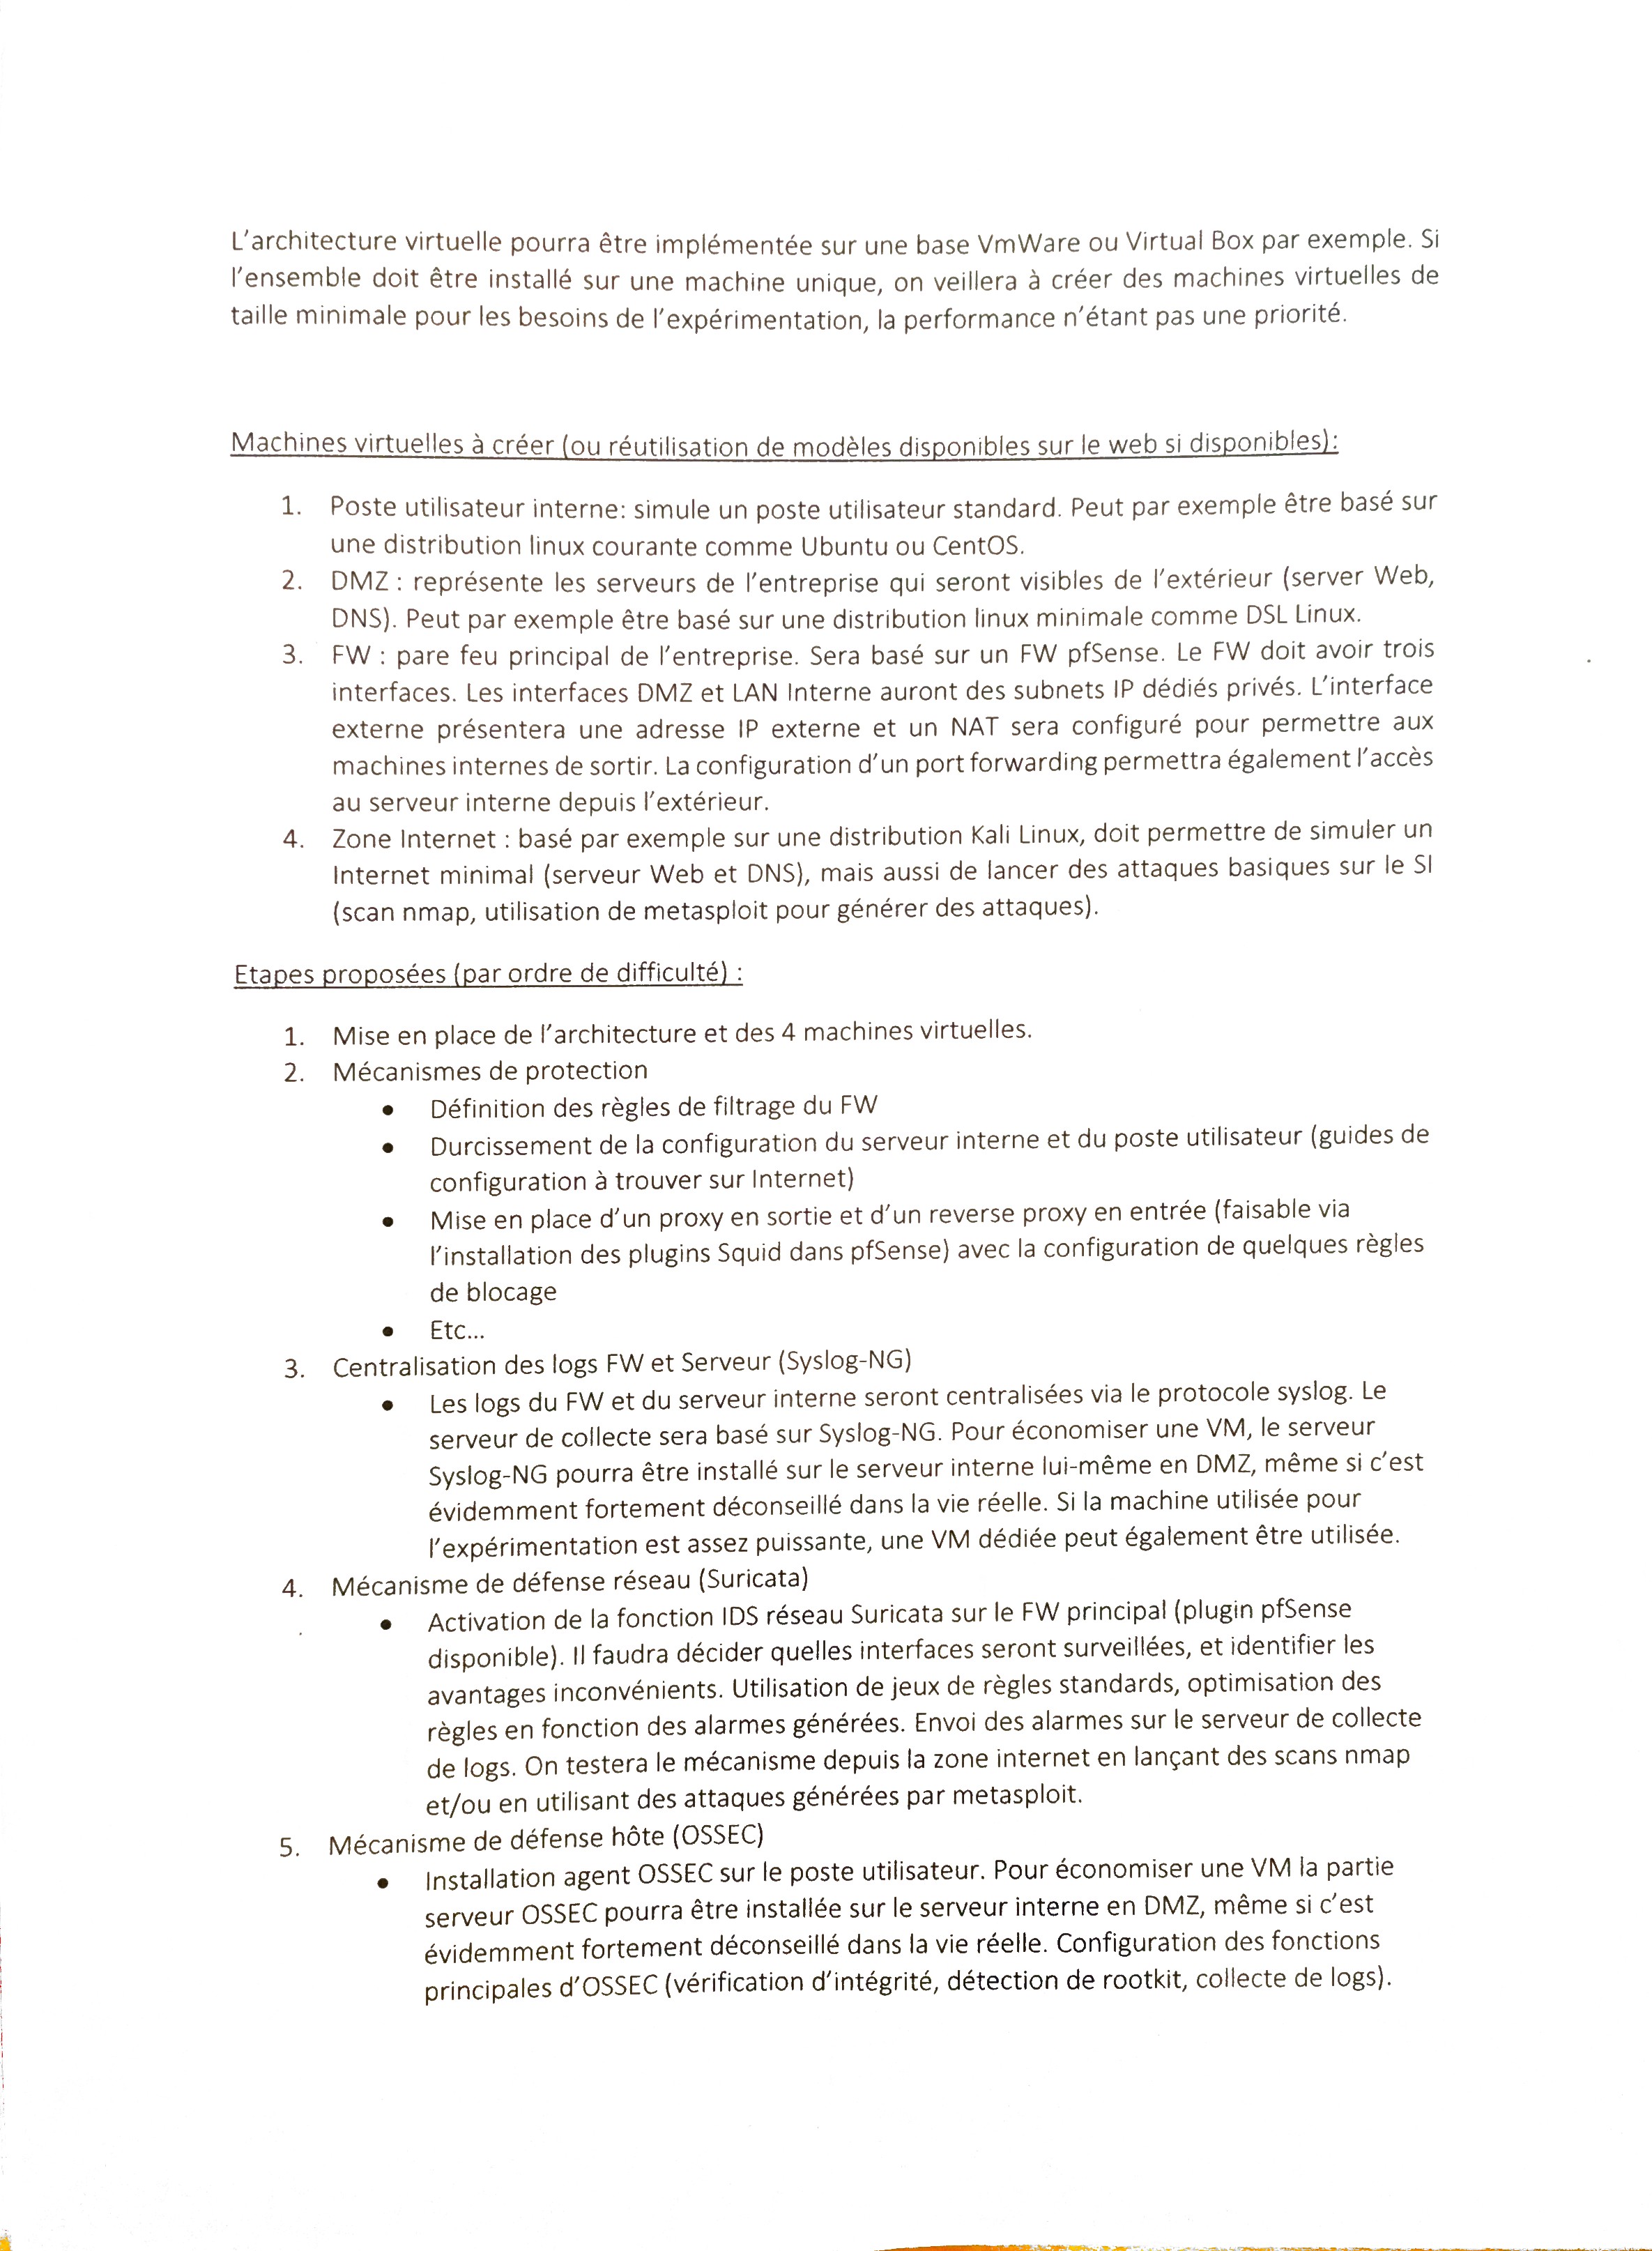 L'architecture virtuelle pourra être implémentée sur une base VmWare ou Virtual Box par exemple. Si
l'ensemble doit être installé sur une machine unique, on veillera à créer des machines virtuelles de
taille minimale pour les besoins de l'expérimentation, la performance n'étant pas une priorité.
Machines virtuelles à créer (ou réutilisation de modèles disponibles sur le web si disponibles):
1. Poste utilisateur interne: simule un poste utilisateur standard. Peut par exemple être basé sur
une distribution linux courante comme Ubuntu ou CentOS.
2. DMZ : représente les serveurs de l'entreprise qui seront visibles de l'extérieur (server Web,
DNS). Peut par exemple être basé sur une distribution linux minimale comme DSL Linux.
3. FW : pare feu principal de l'entreprise. Sera basé sur un FW pfSense. Le FW doit avoir trois
interfaces. Les interfaces DMZ et LAN Interne auront des subnets IP dédiés privés. L'interface
externe présentera une adresse IP externe et un NAT sera configuré pour permettre aux
machines internes de sortir. La configuration d'un port forwarding permettra également l'accès
au serveur interne depuis l'extérieur.
4. Zone Internet : basé par exemple sur une distribution Kali Linux, doit permettre de simuler un
Internet minimal (serveur Web et DNS), mais aussi de lancer des attaques basiques sur le SI
(scan nmap, utilisation de metasploit pour générer des attaques).
Etapes proposées (par ordre de difficulté) :
1. Mise en place de l'architecture et des 4 machines virtuelles.
2. Mécanismes de protection
• Définition des règles de filtrage du FW
• Durcissement de la configuration du serveur interne et du poste utilisateur (guides de
configuration à trouver sur Internet)
• Mise en place d'un proxy en sortie et d'un reverse proxy en entrée (faisable via
l'installation des plugins Squid dans pfSense) avec la configuration de quelques règles
de blocage
• Etc...
3. Centralisation des logs FW et Serveur (Syslog-NG)
• Les logs du FW et du serveur interne seront centralisées via le protocole syslog. Le
serveur de collecte sera basé sur Syslog-NG. Pour économiser une VM, le serveur
Syslog-NG pourra être installé sur le serveur interne lui-même en DMZ, même si c'est
évidemment fortement déconseillé dans la vie réelle. Si la machine utilisée pour
l'expérimentation est assez puissante, une VM dédiée peut également être utilisée.
4. Mécanisme de défense réseau (Suricata)
• Activation de la fonction IDS réseau Suricata sur le FW principal (plugin pfSense
disponible). Il faudra décider quelles interfaces seront surveillées, et identifier les
avantages inconvénients. Utilisation de jeux de règles standards, optimisation des
règles en fonction des alarmes générées. Envoi des alarmes sur le serveur de collecte
de logs. On testera le mécanisme depuis la zone internet en lançant des scans nmap
et/ou en utilisant des attaques générées par metasploit.
5. Mécanisme de défense hôte (OSSEC)
• Installation agent OSSEC sur le poste utilisateur. Pour économiser une VM la partie
serveur OSSEC pourra être installée sur le serveur interne en DMZ, même si c'est
évidemment fortement déconseillé dans la vie réelle. Configuration des fonctions
principales d'OSSEC (vérification d'intégrité, détection de rootkit, collecte de logs).